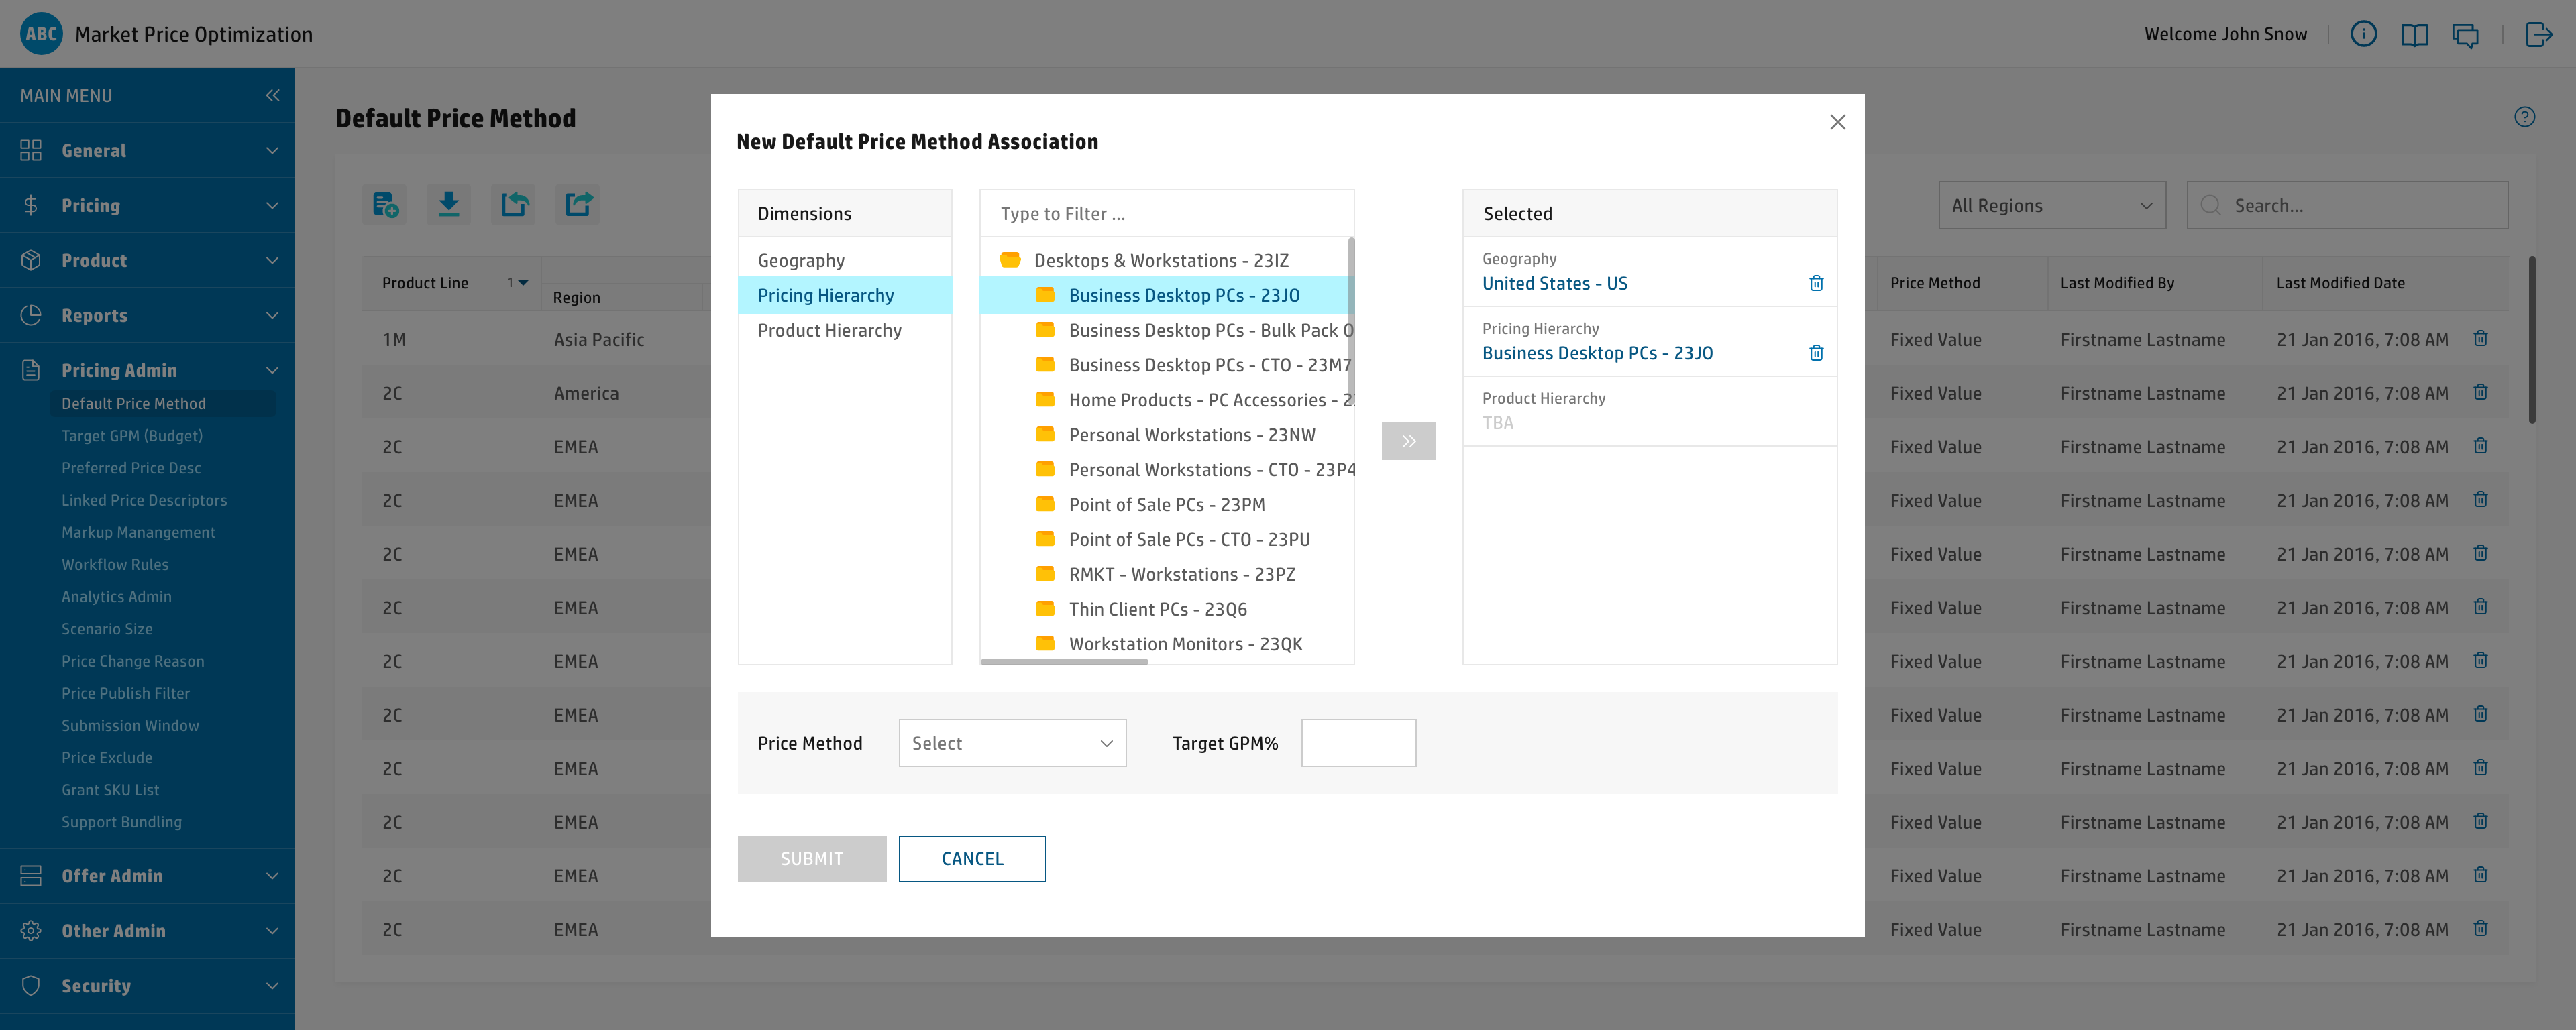 ABC Market Price Optimization
Welcome John Snow
MAIN MENU
General
Pricing
Product
Reports
Pricing Admin
Default Price Method
Target GPM (Budget)
Preferred Price Desc
Linked Price Descriptors
Markup Manangement
Workflow Rules
Analytics Admin
Scenario Size
Price Change Reason
Price Publish Filter
Submission Window
Price Exclude
Grant SKU List
Support Bundling
Offer Admin
Other Admin
Security
Default Price Method
All Regions
Search...
Product Line 1
Region
Price Method Last Modified By Last Modified Date
1M Asia Pacific Fixed Value Firstname Lastname 21 Jan 2016, 7:08 AM
2C America Fixed Value Firstname Lastname 21 Jan 2016, 7:08 AM
2C EMEA Fixed Value Firstname Lastname 21 Jan 2016, 7:08 AM
2C EMEA Fixed Value Firstname Lastname 21 Jan 2016, 7:08 AM
2C EMEA Fixed Value Firstname Lastname 21 Jan 2016, 7:08 AM
2C EMEA Fixed Value Firstname Lastname 21 Jan 2016, 7:08 AM
2C EMEA Fixed Value Firstname Lastname 21 Jan 2016, 7:08 AM
2C EMEA Fixed Value Firstname Lastname 21 Jan 2016, 7:08 AM
2C EMEA Fixed Value Firstname Lastname 21 Jan 2016, 7:08 AM
2C EMEA Fixed Value Firstname Lastname 21 Jan 2016, 7:08 AM
2C EMEA Fixed Value Firstname Lastname 21 Jan 2016, 7:08 AM
2C EMEA Fixed Value Firstname Lastname 21 Jan 2016, 7:08 AM
New Default Price Method Association
Dimensions
Geography
Pricing Hierarchy
Product Hierarchy
Type to Filter ...
Desktops & Workstations - 23IZ
Business Desktop PCs - 23JO
Business Desktop PCs - Bulk Pack
Business Desktop PCs - CTO - 23M7
Home Products - PC Accessories - 2
Personal Workstations - 23NW
Personal Workstations - CTO - 23P4
Point of Sale PCs - 23PM
Point of Sale PCs - CTO - 23PU
RMKT - Workstations - 23PZ
Thin Client PCs - 23Q6
Workstation Monitors - 23QK
Selected
Geography
United States - US
Pricing Hierarchy
Business Desktop PCs - 23JO
Product Hierarchy
TBA
Price Method
Select
Target GPM%
SUBMIT
CANCEL